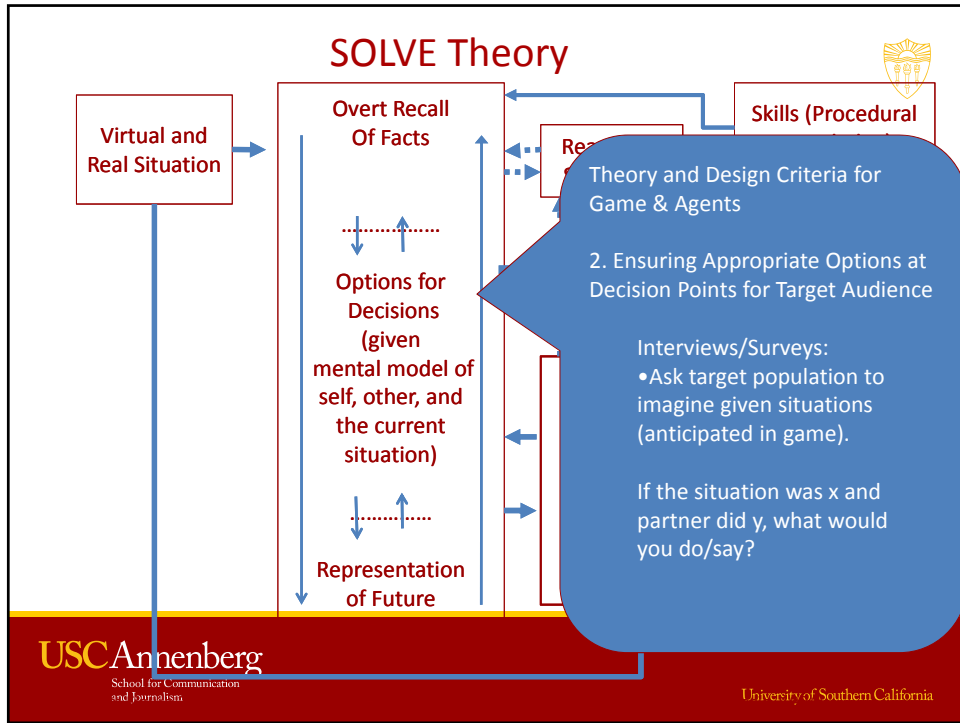 SOLVE Theory
Virtual and
Real Situation
Overt Recall
Of Facts
………………
Options for
Decisions
(given
mental model of
self, other, and
the current
situation)
……………
Representation
of Future
Skills (Procedural
Theory and Design Criteria for
Game & Agents
2. Ensuring Appropriate Options at
Decision Points for Target Audience
Interviews/Surveys:
•Ask target population to
imagine given situations
(anticipated in game).
If the situation was x and
partner did y, what would
you do/say?
USC Annenberg
School for Communication
and Journalism
University of Southern California